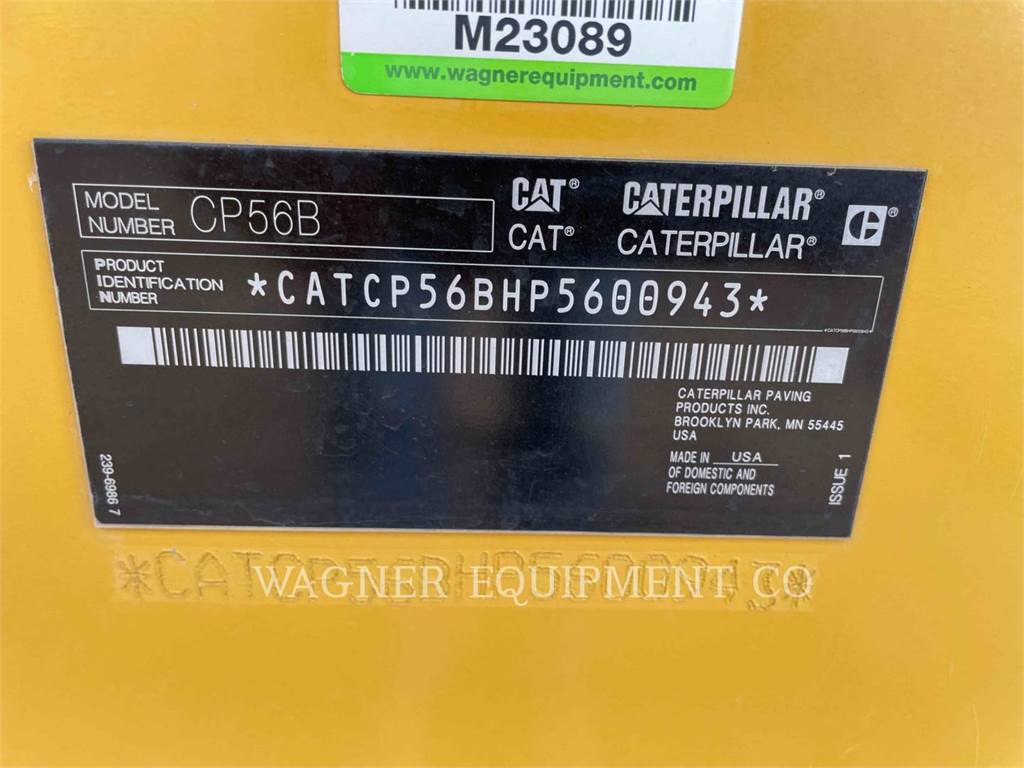 M23089
www.wagnerequipment.com
MODEL NUMBER CP56B
CAT® CATERPILLAR® ®
CAT® CATERPILLAR®
PRODUCT IDENTIFICATION NUMBER *CATCP56BHP5600943*
*CATCP56BHP5600943*
CATERPILLAR PAVING
PRODUCTS INC.
BROOKLYN PARK, MN 55445
USA
MADE IN USA
OF DOMESTIC AND
FOREIGN COMPONENTS
239-6986 7
ISSUE 1
*CATCP56BHP5600943*
WAGNER EQUIPMENT CO